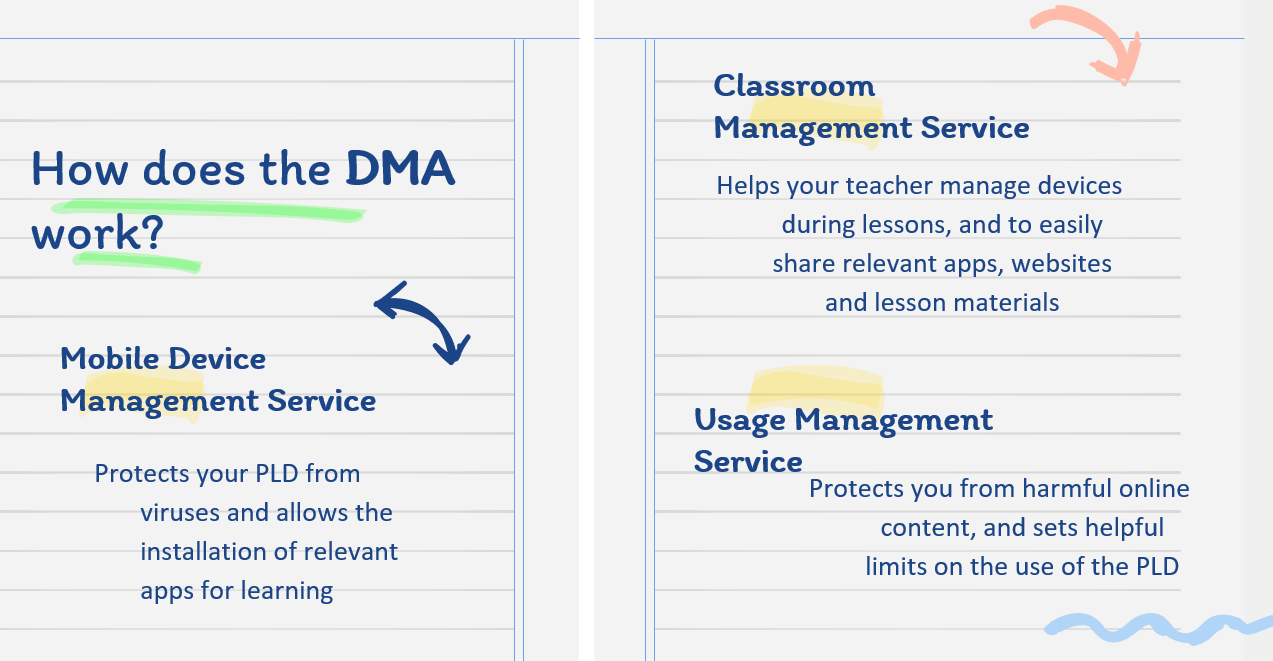 How does the DMA
work?
Mobile Device
Management Service
Protects your PLD from
viruses and allows the
installation of relevant
apps for learning
Classroom
Management Service
Helps your teacher manage devices
during lessons, and to easily
share relevant apps, websites
and lesson materials
Usage Management
Service
Protects you from harmful online
content, and sets helpful
limits on the use of the PLD